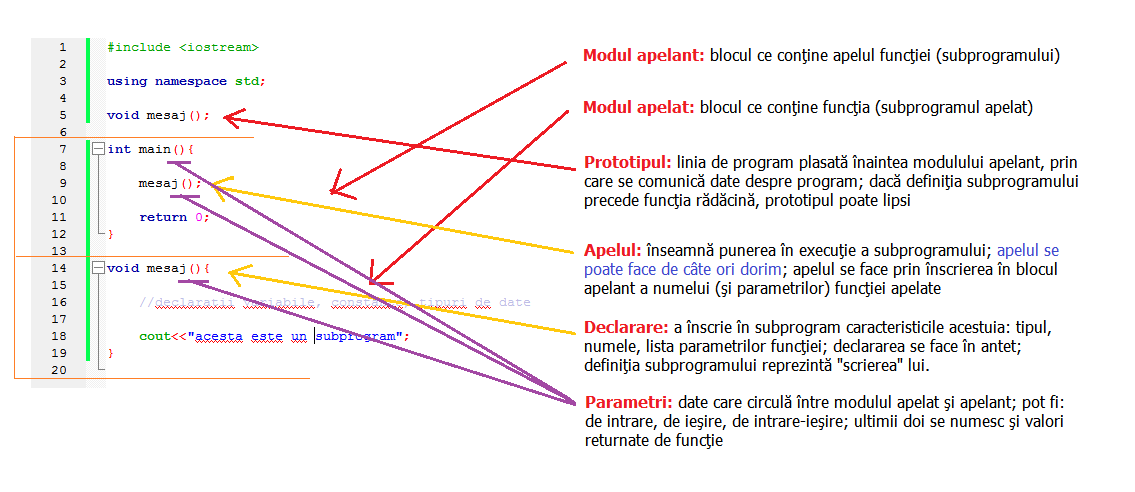 1 #include <iostream>
2
3 using namespace std;
4
5 void mesaj();
6
7 int main(){
8
9 mesaj();
10
11 return 0;
12 }
13
14 void mesaj(){
15
16 //declaratii variabile, constante, tipuri de date
17
18 cout<<"acesta este un subprogram";
19 }
20
Modul apelant: blocul ce conţine apelul funcţiei (subprogramului)
Modul apelat: blocul ce conţine funcţia (subprogramul apelat)
Prototipul: linia de program plasată înaintea modulului apelant, prin
care se comunică date despre program; dacă definiţia subprogramului
precede funcţia rădăcină, prototipul poate lipsi
Apelul: înseamnă punerea în execuţie a subprogramului; apelul se
poate face de câte ori dorim; apelul se face prin înscrierea în blocul
apelant a numelui (şi parametrilor) funcţiei apelate
Declarare: a înscrie în subprogram caracteristicile acestuia: tipul,
numele, lista parametrilor funcţiei; declararea se face în antet;
definiţia subprogramului reprezintă "scrierea" lui.
Parametri: date care circulă între modulul apelat şi apelant; pot fi:
de intrare, de ieşire, de intrare-ieşire; ultimii doi se numesc şi valori
returnate de funcţie